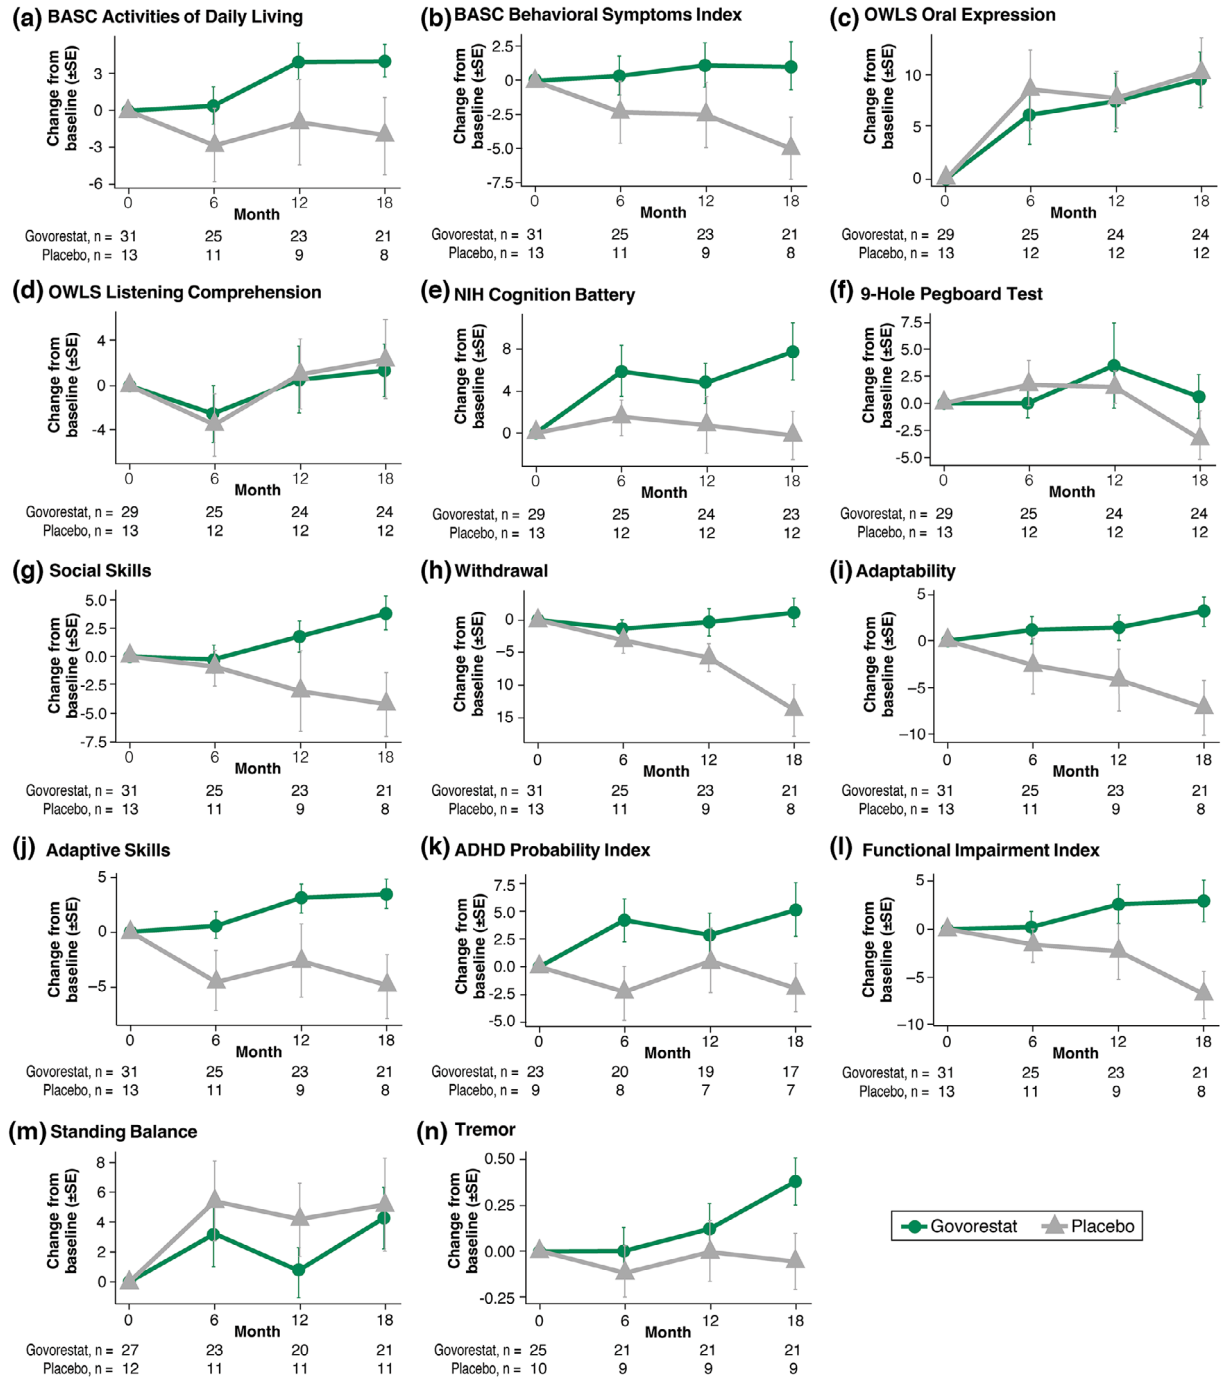 (a) BASC Activities of Daily Living
Change from
baseline (±SE)
3
0
-3
-6
0 6 12 18
Month
Govorestat, n = 31 25 23 21
Placebo, n = 13 11 9 8
(b) BASC Behavioral Symptoms Index
Change from
baseline (±SE)
2.5
0
-2.5
-5.0
-7.5
0 6 12 18
Month
Govorestat, n = 31 25 23 21
Placebo, n = 13 11 9 8
(c) OWLS Oral Expression
Change from
baseline (±SE)
10
5
0
0 6 12 18
Month
Govorestat, n = 29 25 24 24
Placebo, n = 13 12 12 12
(d) OWLS Listening Comprehension
Change from
baseline (±SE)
4
0
-4
0 6 12 18
Month
Govorestat, n = 29 25 24 24
Placebo, n = 13 12 12 12
(e) NIH Cognition Battery
Change from
baseline (±SE)
8
4
0
0 6 12 18
Month
Govorestat, n = 29 25 24 23
Placebo, n = 13 12 12 12
(f) 9-Hole Pegboard Test
Change from
baseline (±SE)
7.5
5.0
2.5
0.0
-2.5
-5.0
0 6 12 18
Month
Govorestat, n = 29 25 24 24
Placebo, n = 13 12 12 12
(g) Social Skills
Change from
baseline (±SE)
5.0
2.5
0.0
-2.5
-5.0
-7.5
0 6 12 18
Month
Govorestat, n = 31 25 23 21
Placebo, n = 13 11 9 8
(h) Withdrawal
Change from
baseline (±SE)
0
−5
10
15
0 6 12 18
Month
Govorestat, n = 31 25 23 21
Placebo, n = 13 11 9 8
(i) Adaptability
Change from
baseline (±SE)
5
0
−5
−10
0 6 12 18
Month
Govorestat, n = 31 25 23 21
Placebo, n = 13 11 9 8
(j) Adaptive Skills
Change from
baseline (±SE)
5
0
−5
0 6 12 18
Month
Govorestat, n = 31 25 23 21
Placebo, n = 13 11 9 8
(k) ADHD Probability Index
Change from
baseline (±SE)
7.5
5.0
2.5
0.0
-2.5
-5.0
0 6 12 18
Month
Govorestat, n = 23 20 19 17
Placebo, n = 9 8 7 7
(l) Functional Impairment Index
Change from
baseline (±SE)
5
0
−5
−10
0 6 12 18
Month
Govorestat, n = 31 25 23 21
Placebo, n = 13 11 9 8
(m) Standing Balance
Change from
baseline (±SE)
8
6
4
2
0
0 6 12 18
Month
Govorestat, n = 27 23 20 21
Placebo, n = 12 11 11 11
(n) Tremor
Change from
baseline (±SE)
0.50
0.25
0.00
-0.25
0 6 12 18
Month
Govorestat, n = 25 21 21 21
Placebo, n = 10 9 9 9
Govorestat Placebo